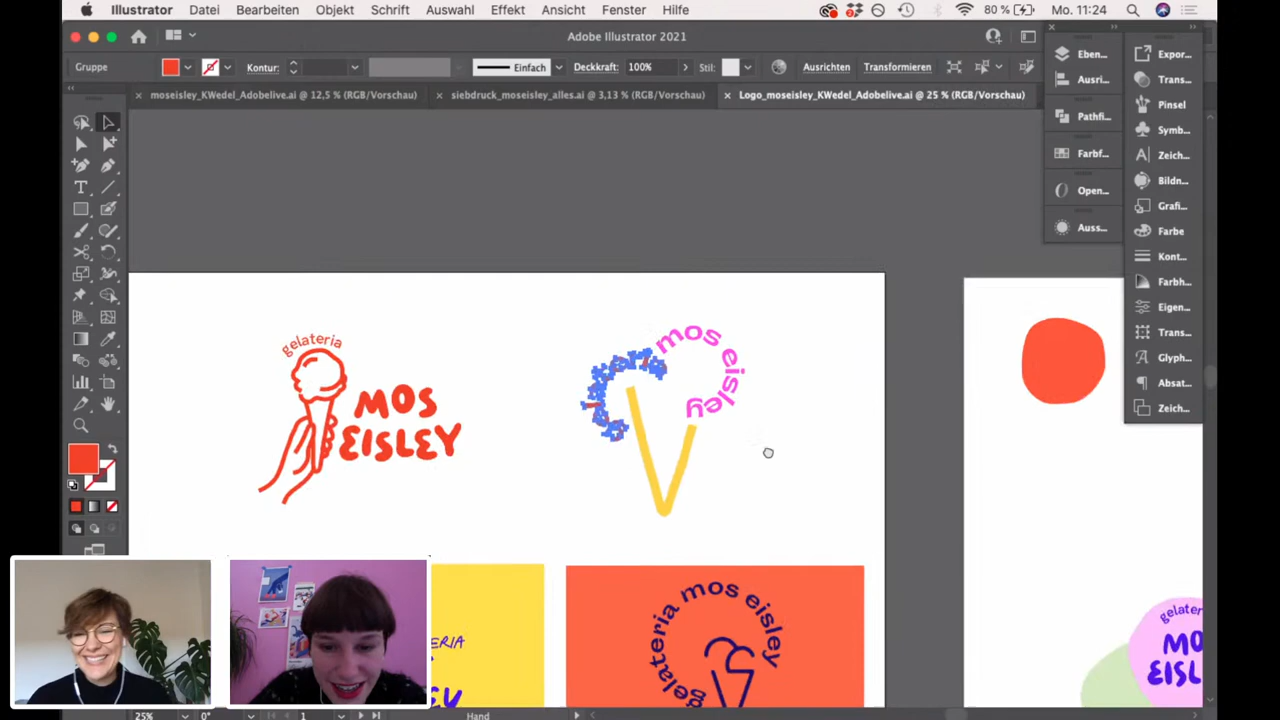 Illustrator Datei Bearbeiten Objekt Schrift Auswahl Effekt Ansicht Fenster Hilfe 80 % Mo. 11:24
Adobe Illustrator 2021
Gruppe Kontur: Einfach Deckkraft: 100% Stil: Ausrichten Transformieren
moseisley_KWedel_Adobelive.ai @ 12,5 % (RGB/Vorschau) siebdruck_moseisley_alles.ai @ 3,13 % (RGB/Vorschau) Logo_moseisley_KWedel_Adobelive.ai @ 25 % (RGB/Vorschau)
Eben...
Ausri...
Pathfi...
Farbf...
Open...
Auss...
Expor...
Trans...
Pinsel
Symb...
Zeich...
Bildn...
Grafi...
Farbe
Kont...
Farbh...
Eigen...
Trans...
Glyph...
Absat...
Zeich...
gelateria
MOS
EISLEY
mos eisley
gelateria mos eisley
gelateri
MO
EISL
25% 0° 1 Hand